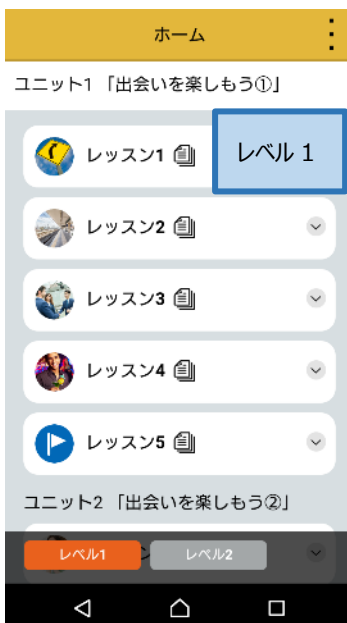 ホーム
ユニット1 「出会いを楽しもう①」
レッスン1
レベル 1
レッスン2
レッスン3
レッスン4
レッスン5
ユニット2 「出会いを楽しもう②」
レベル1
レベル2